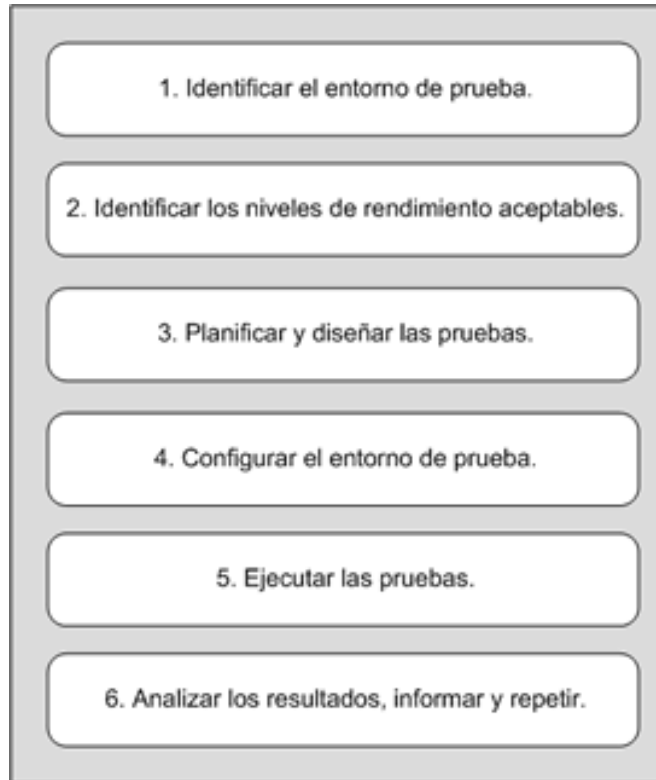 1. Identificar el entorno de prueba.
2. Identificar los niveles de rendimiento aceptables.
3. Planificar y diseñar las pruebas.
4. Configurar el entorno de prueba.
5. Ejecutar las pruebas.
6. Analizar los resultados, informar y repetir.